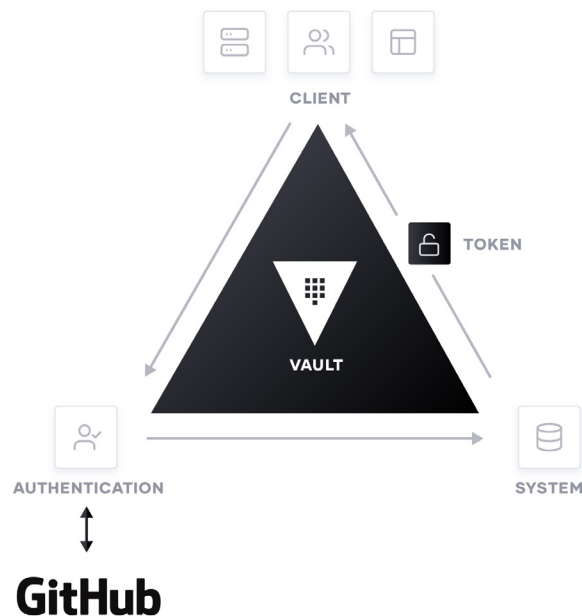 CLIENT
TOKEN
VAULT
AUTHENTICATION
SYSTEM
GitHub